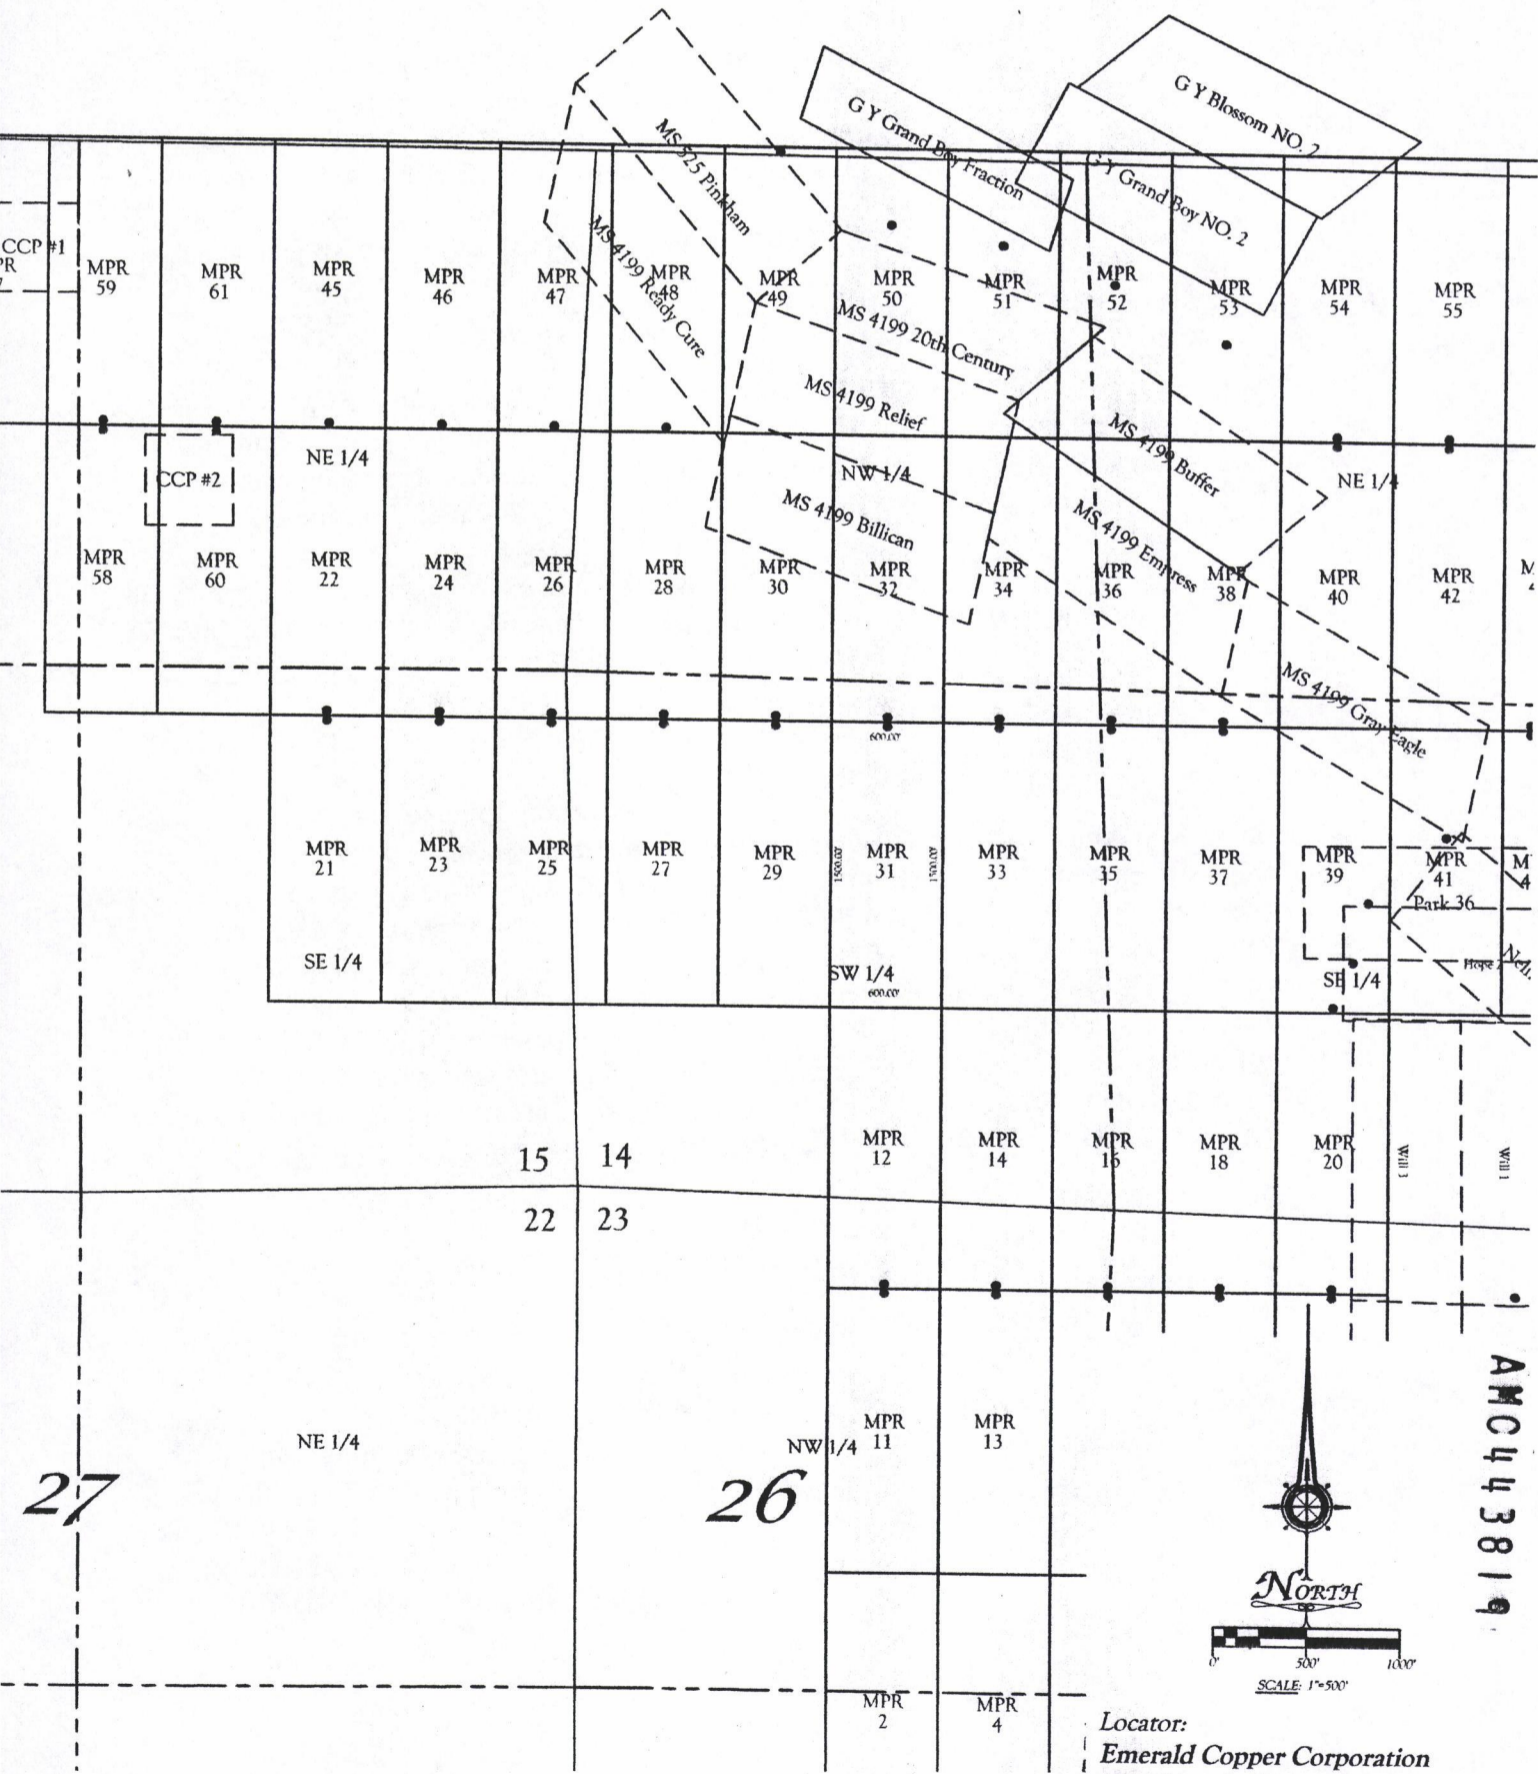 G Y Blossom NO. 2
G Y Grand Boy Fraction
G Y Grand Boy NO. 2
MS 525 Pinkham
MS 4199 Ready Cure
CCP #1
MPR
59
MPR
61
MPR
45
MPR
46
MPR
47
MPR
48
MPR
49
MPR
50
MPR
51
MPR
52
MPR
53
MPR
54
MPR
55
MS 4199 20th Century
MS 4199 Relief
MS 4199 Buffer
NE 1/4
CCP #2
NW 1/4
NE 1/4
MS 4199 Billican
MS 4199 Empress
MPR
58
MPR
60
MPR
22
MPR
24
MPR
26
MPR
28
MPR
30
MPR
32
MPR
34
MPR
36
MPR
38
MPR
40
MPR
42
MS 4199 Gray Eagle
600.00'
MPR
21
MPR
23
MPR
25
MPR
27
MPR
29
1500.00'
MPR
31
1500.00'
MPR
33
MPR
35
MPR
37
MPR
39
MPR
41
Park 36
Hope
SE 1/4
SW 1/4
600.00'
SE 1/4
MPR
12
MPR
14
MPR
16
MPR
18
MPR
20
Will 3
Will 1
15
14
22
23
NE 1/4
NW 1/4
MPR
11
MPR
13
27
26
AMC443819
NORTH
0' 500' 1000'
SCALE: 1"=500'
MPR
2
MPR
4
Locator:
Emerald Copper Corporation